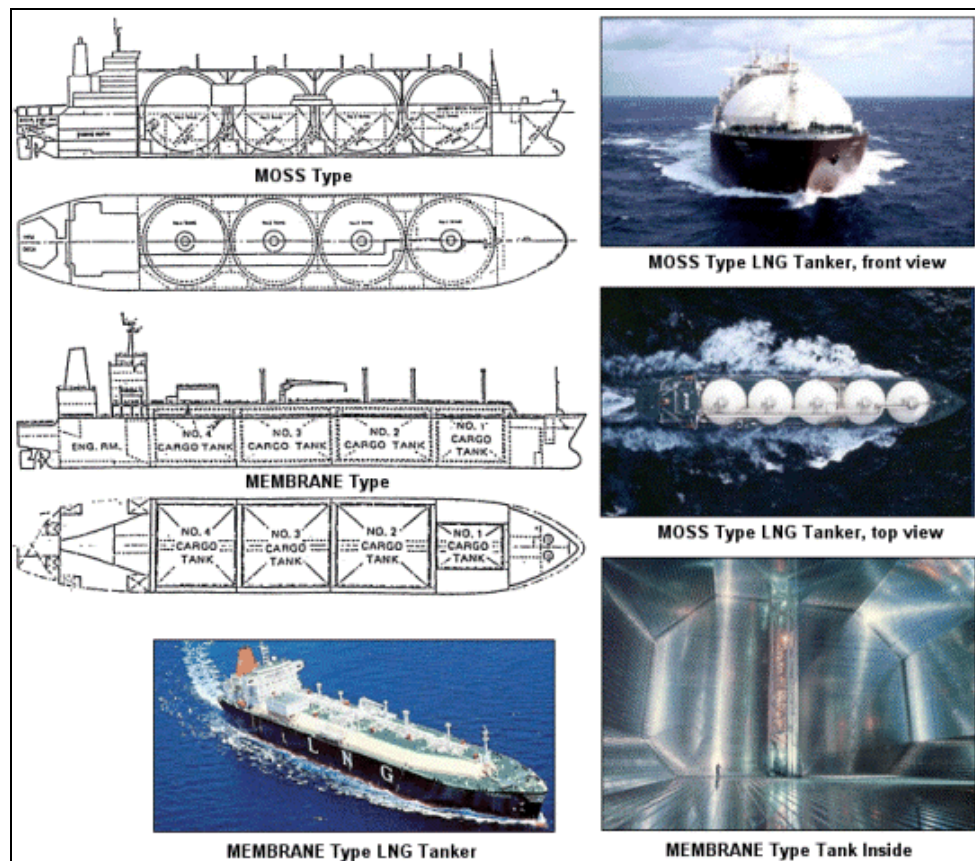 MOSS Type
MOSS Type LNG Tanker, front view
ENG. RM.
NO. 4
CARGO TANK
NO. 3
CARGO TANK
NO. 2
CARGO TANK
NO. 1
CARGO
TANK
MEMBRANE Type
MOSS Type LNG Tanker, top view
NO. 4
CARGO
TANK
NO. 3
CARGO
TANK
NO. 2
CARGO
TANK
NO. 1
CARGO
TANK
LNG
MEMBRANE Type LNG Tanker
MEMBRANE Type Tank Inside